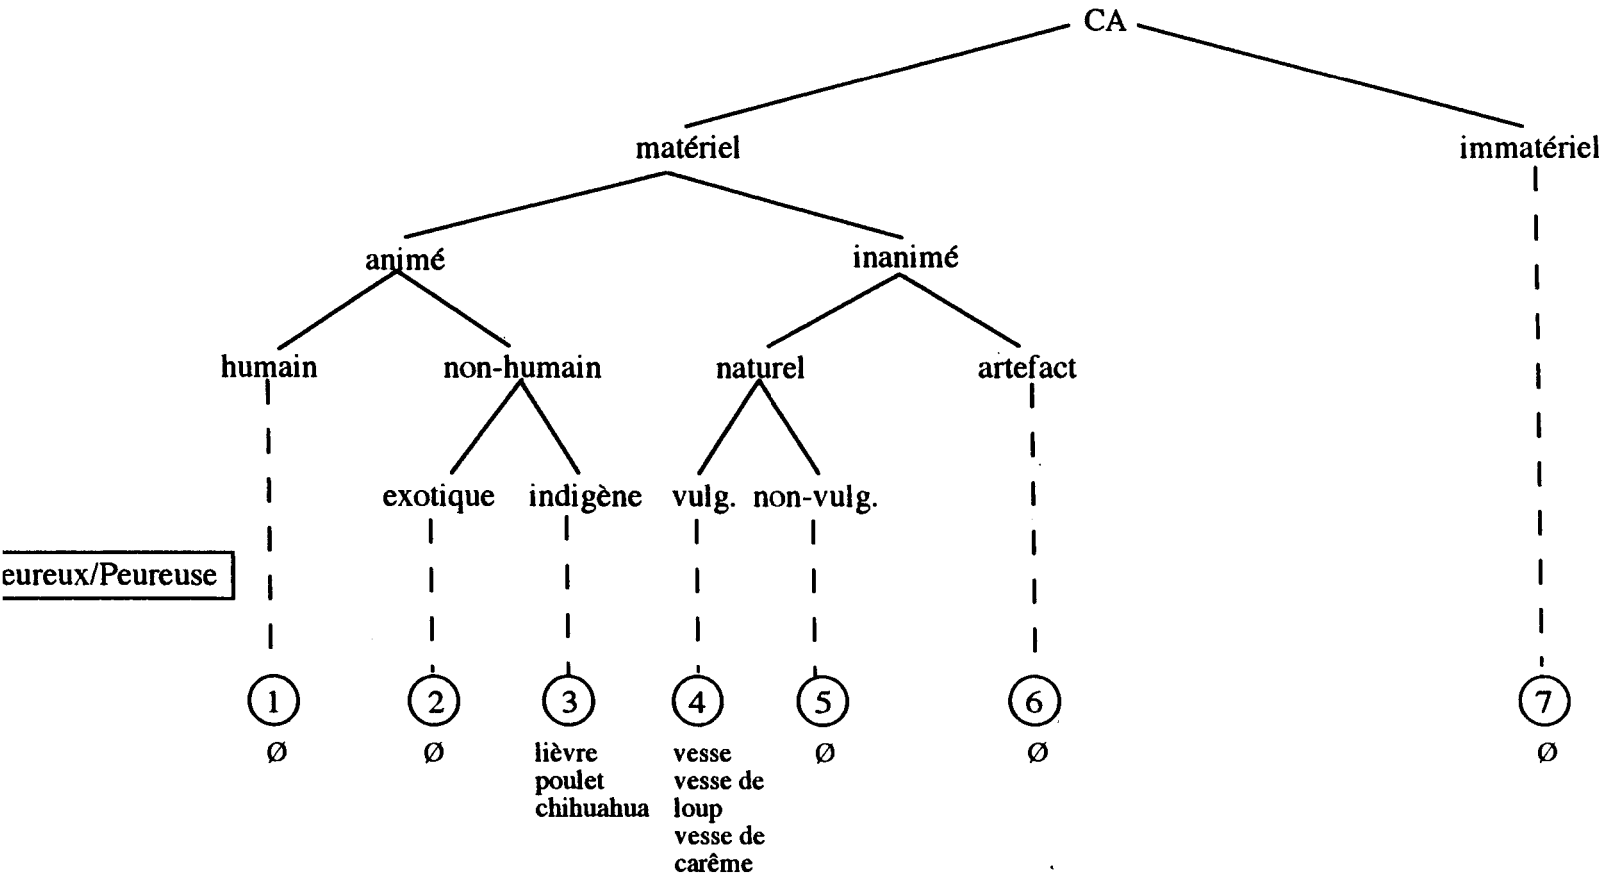 CA
matériel immatériel
animé inanimé
humain non-humain naturel artefact
exotique indigène vulg. non-vulg.
eureux/Peureuse
1 2 3 4 5 6 7
Ø Ø lièvre vesse Ø Ø Ø
poulet vesse de
chihuahua loup
vesse de
carême